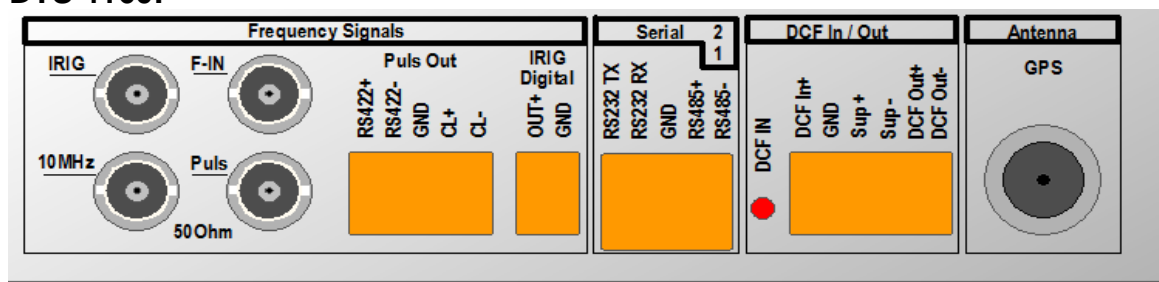 Frequency Signals
Serial 2
1
DCF In / Out
Antenna
IRIG
F-IN
Puls Out
IRIG
Digital
GPS
RS422+
RS422-
GND
CL+
CL-
OUT+
GND
RS232 TX
RS232 RX
GND
RS485+
RS485-
DCF IN
DCF In+
GND
Sup +
Sup -
DCF Out+
DCF Out-
10MHz
Puls
50Ohm